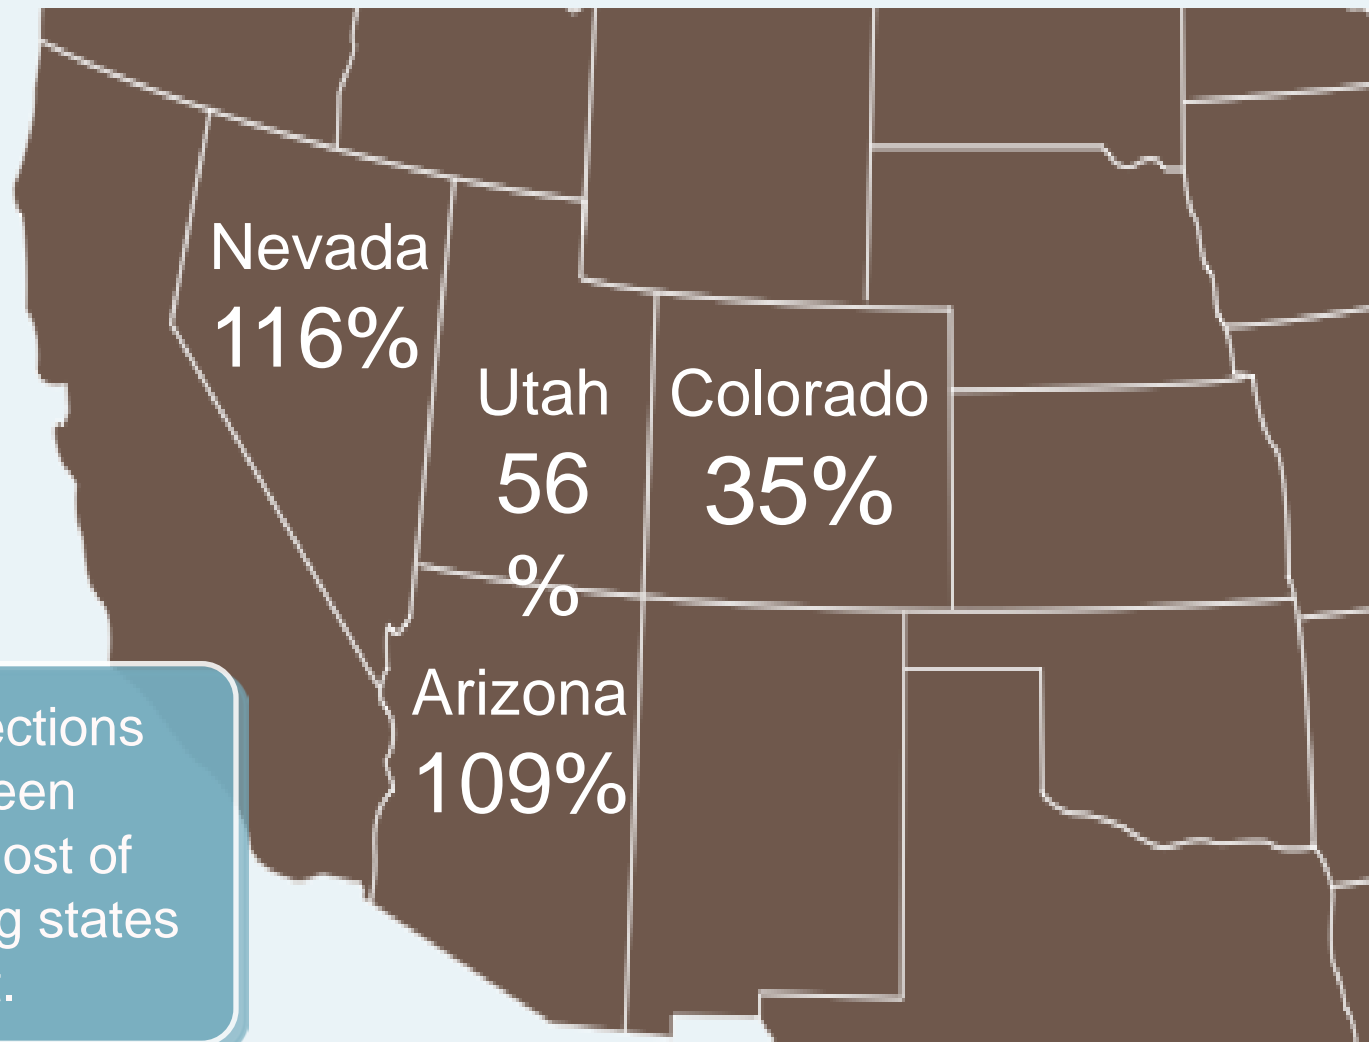 Nevada
116%
Utah
56
%
Colorado
35%
Arizona
109%
ections
een
ost of
g states
.